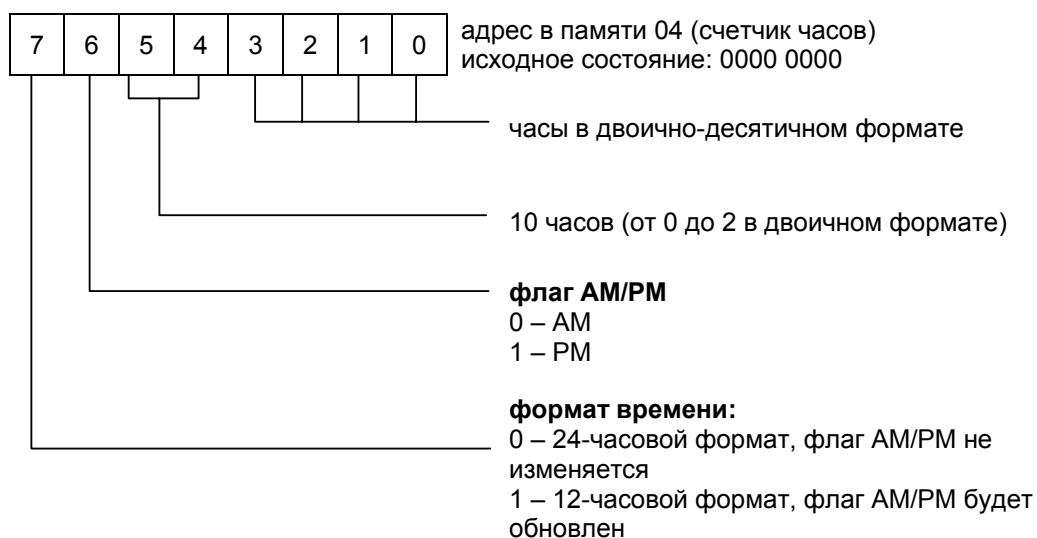 7 6 5 4 3 2 1 0
адрес в памяти 04 (счетчик часов)
исходное состояние: 0000 0000
часы в двоично-десятичном формате
10 часов (от 0 до 2 в двоичном формате)
флаг AM/PM
0 – AM
1 – PM
формат времени:
0 – 24-часовой формат, флаг AM/PM не
изменяется
1 – 12-часовой формат, флаг AM/PM будет
обновлен